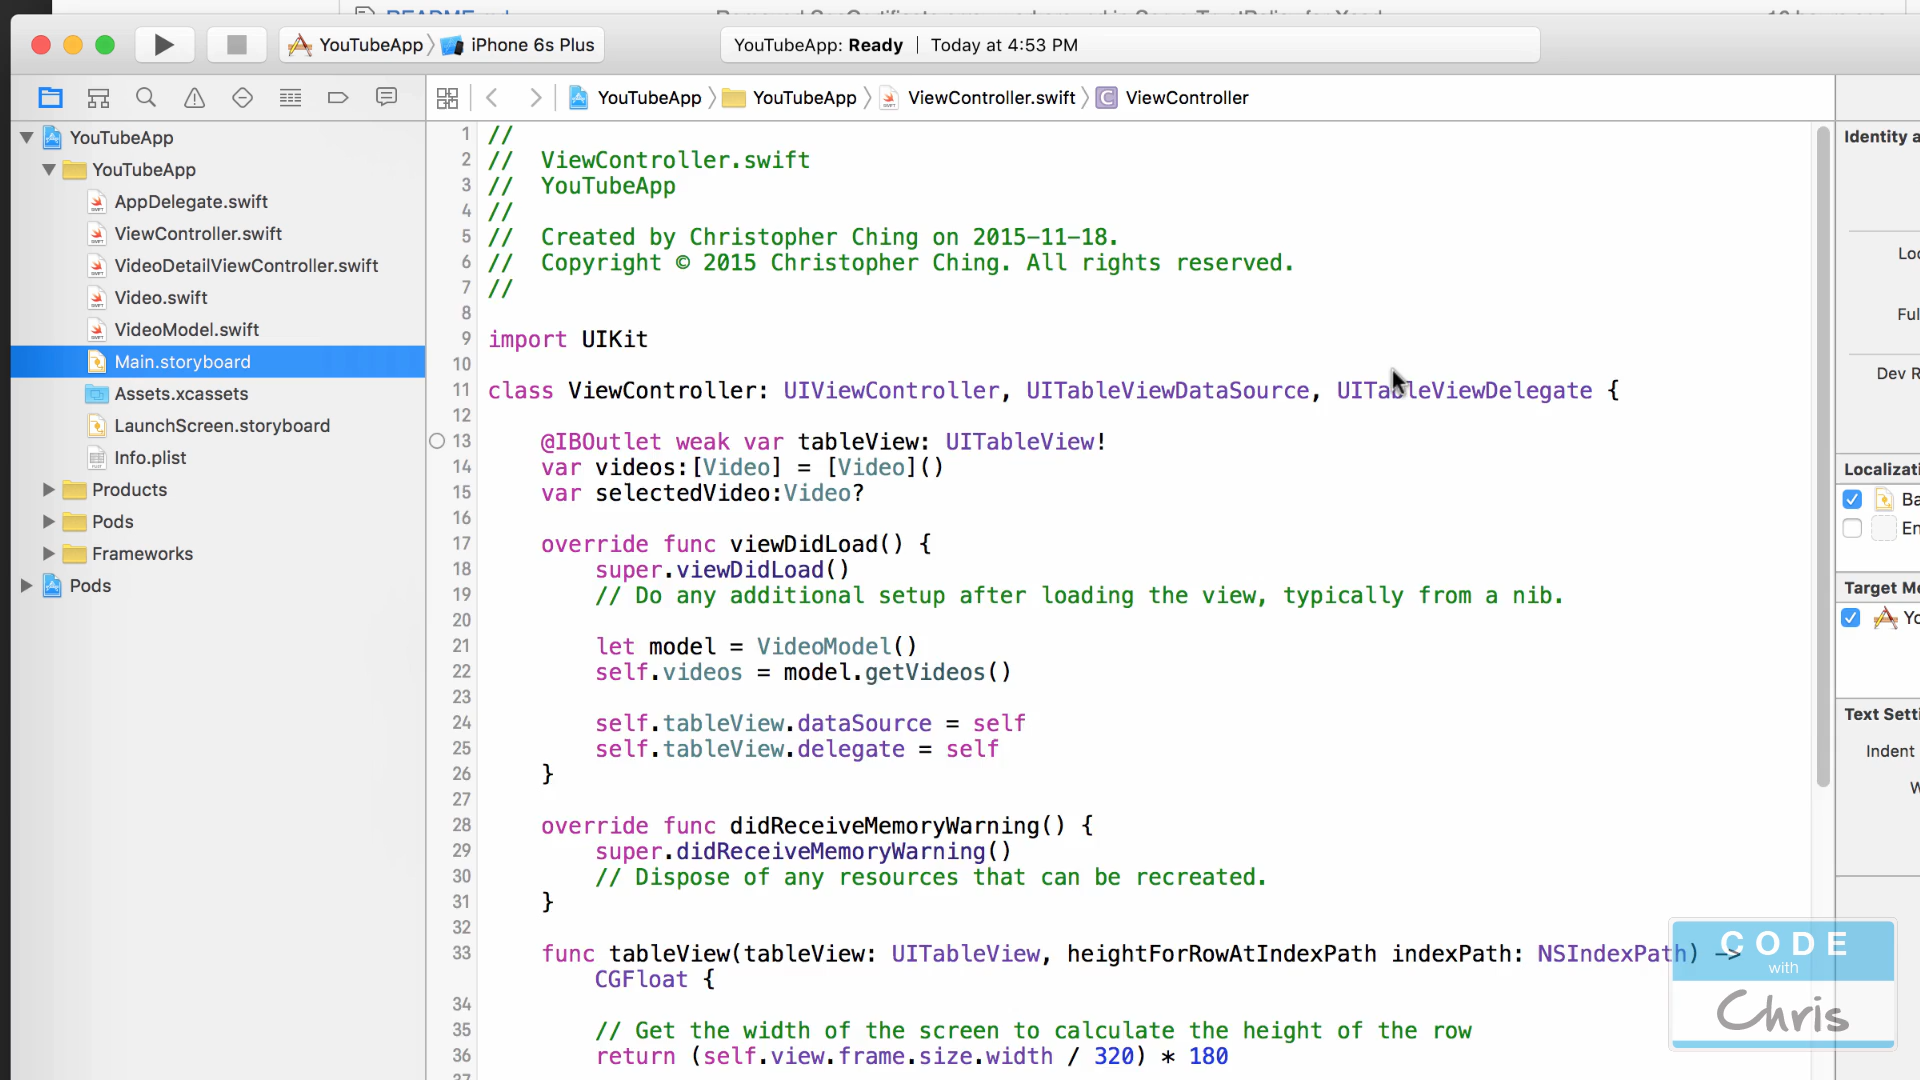 YouTubeApp iPhone 6s Plus
YouTubeApp: Ready Today at 4:53 PM
YouTubeApp YouTubeApp ViewController.swift C ViewController
YouTubeApp
YouTubeApp
AppDelegate.swift
ViewController.swift
VideoDetailViewController.swift
Video.swift
VideoModel.swift
Main.storyboard
Assets.xcassets
LaunchScreen.storyboard
Info.plist
Products
Pods
Frameworks
Pods
1 //
2 // ViewController.swift
3 // YouTubeApp
4 //
5 // Created by Christopher Ching on 2015-11-18.
6 // Copyright © 2015 Christopher Ching. All rights reserved.
7 //
8
9 import UIKit
10
11 class ViewController: UIViewController, UITableViewDataSource, UITableViewDelegate {
12
13 @IBOutlet weak var tableView: UITableView!
14 var videos:[Video] = [Video]()
15 var selectedVideo:Video?
16
17 override func viewDidLoad() {
18 super.viewDidLoad()
19 // Do any additional setup after loading the view, typically from a nib.
20
21 let model = VideoModel()
22 self.videos = model.getVideos()
23
24 self.tableView.dataSource = self
25 self.tableView.delegate = self
26 }
27
28 override func didReceiveMemoryWarning() {
29 super.didReceiveMemoryWarning()
30 // Dispose of any resources that can be recreated.
31 }
32
33 func tableView(tableView: UITableView, heightForRowAtIndexPath indexPath: NSIndexPath) ->
CGFloat {
34
35 // Get the width of the screen to calculate the height of the row
36 return (self.view.frame.size.width / 320) * 180
Identity a
Loc
Ful
Dev R
Localizati
Ba
En
Target Me
Yo
Text Setti
Indent
W
CODE
with
Chris